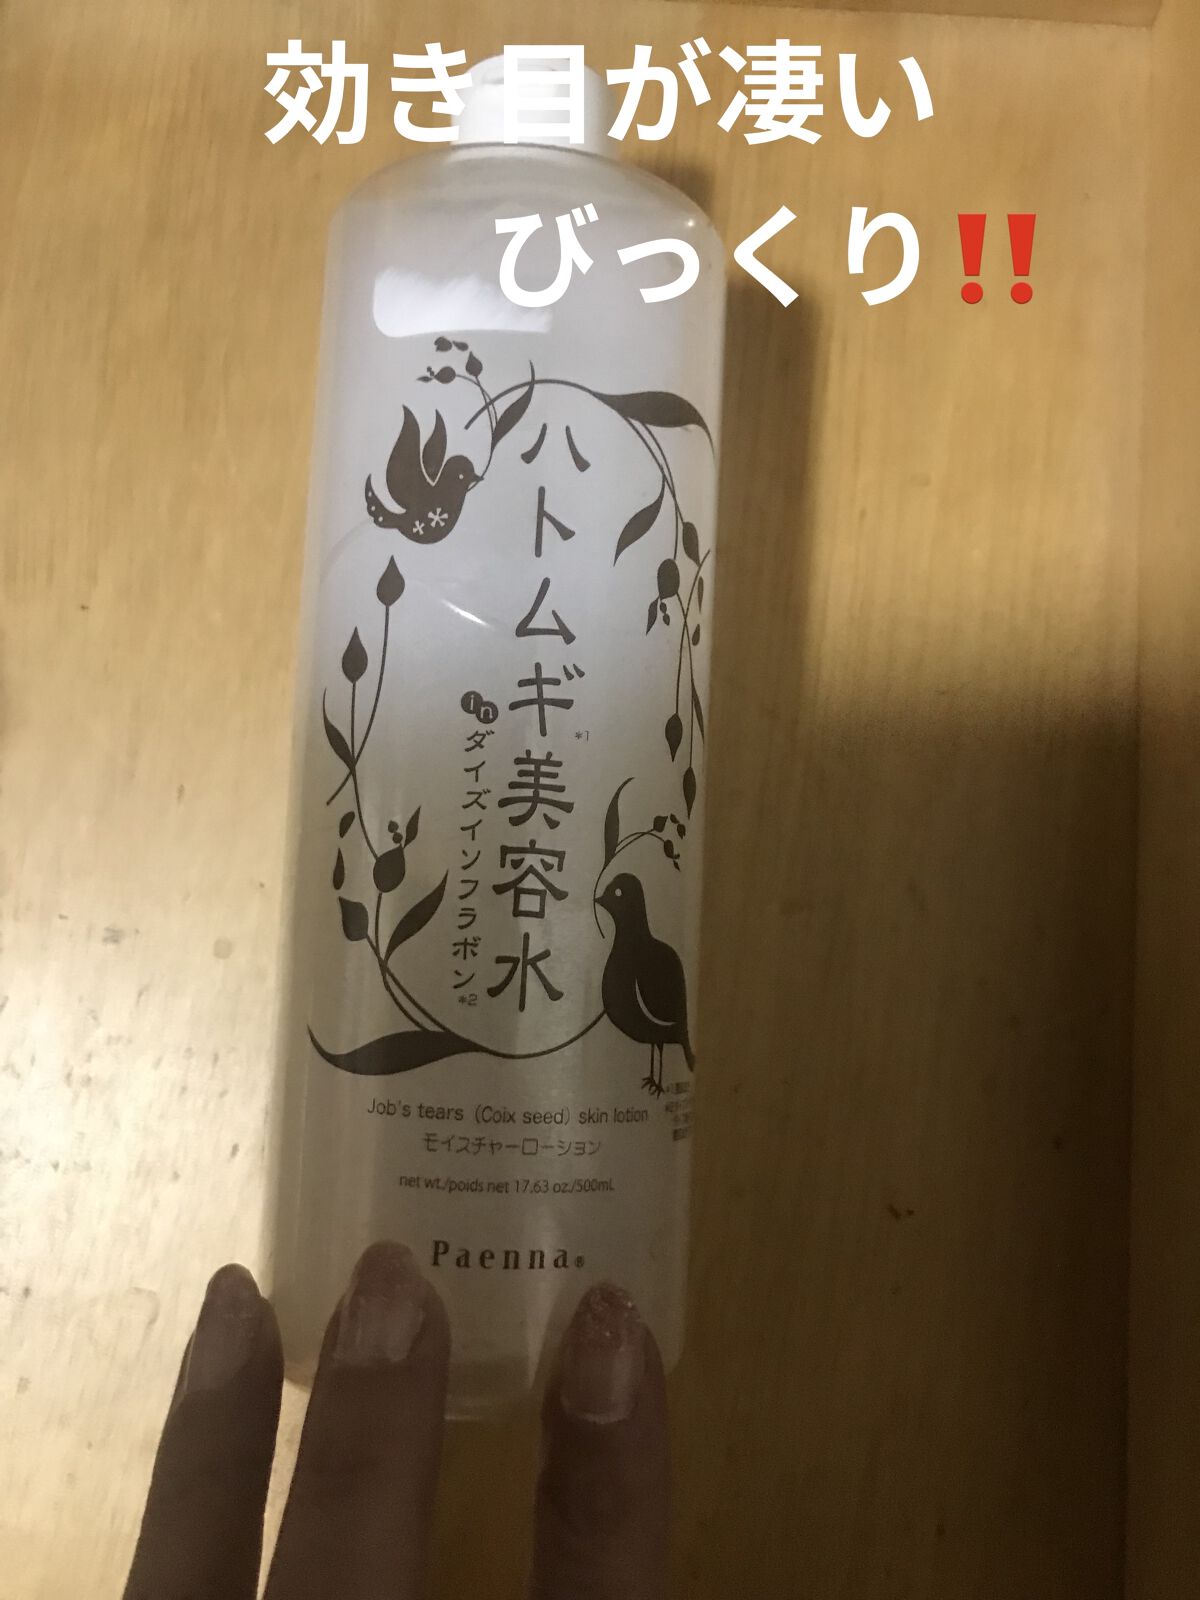 効き目が凄い
びっくり‼️
ハトムギ美容水
*1
inダイズイソフラボン
*2
Job's tears (Coix seed) skin lotion
モイスチャーローション
net wt./poids net 17.63 oz./500mL
Paenna®